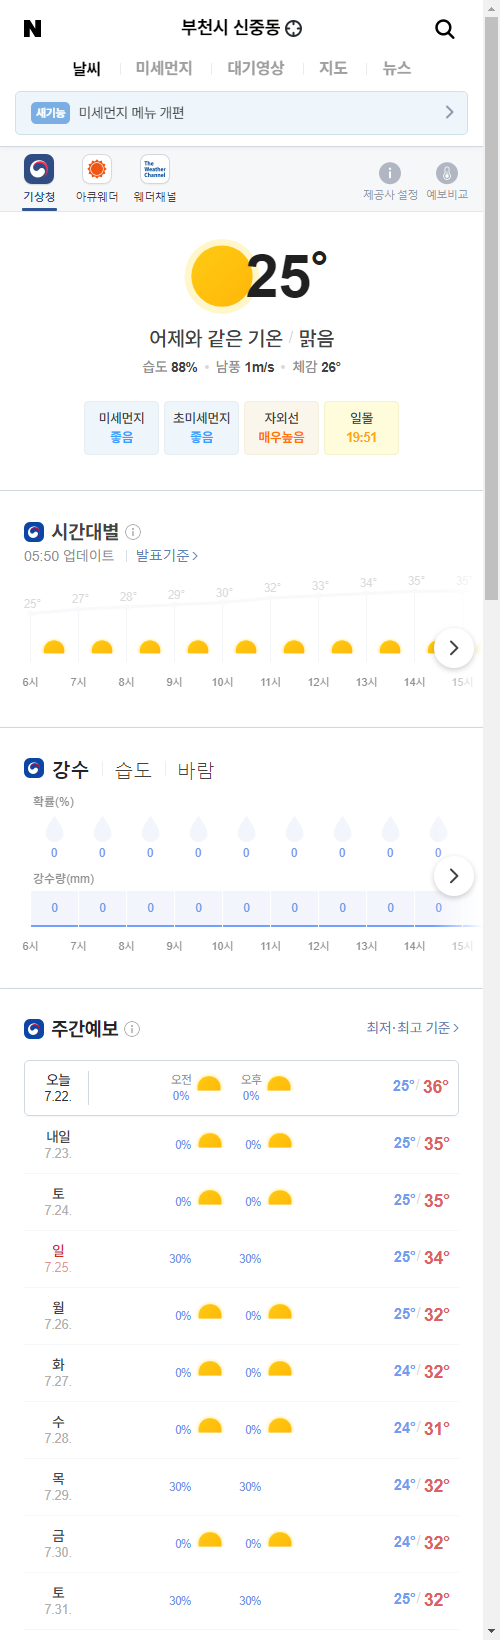 N 부천시 신중동
날씨 미세먼지 대기영상 지도 뉴스
새기능 미세먼지 메뉴 개편
The Weather Channel
기상청 아큐웨더 웨더채널 제공사 설정 예보비교
25°
어제와 같은 기온 / 맑음
습도 88% 남풍 1m/s 체감 26°
미세먼지 초미세먼지 자외선 일몰
좋음 좋음 매우높음 19:51
시간대별
05:50 업데이트 발표기준 >
25° 27° 28° 29° 30° 32° 33° 34° 35° 35°
6시 7시 8시 9시 10시 11시 12시 13시 14시 15시
강수 습도 바람
확률(%)
0 0 0 0 0 0 0 0 0
강수량(mm)
0 0 0 0 0 0 0 0 0
6시 7시 8시 9시 10시 11시 12시 13시 14시 15시
주간예보 최저·최고 기준 >
오늘 오전 오후
7.22. 0% 0% 25°/ 36°
내일
7.23. 0% 0% 25°/ 35°
토
7.24. 0% 0% 25°/ 35°
일
7.25. 30% 30% 25°/ 34°
월
7.26. 0% 0% 25°/ 32°
화
7.27. 0% 0% 24°/ 32°
수
7.28. 0% 0% 24°/ 31°
목
7.29. 30% 30% 24°/ 32°
금
7.30. 0% 0% 24°/ 32°
토
7.31. 30% 30% 25°/ 32°